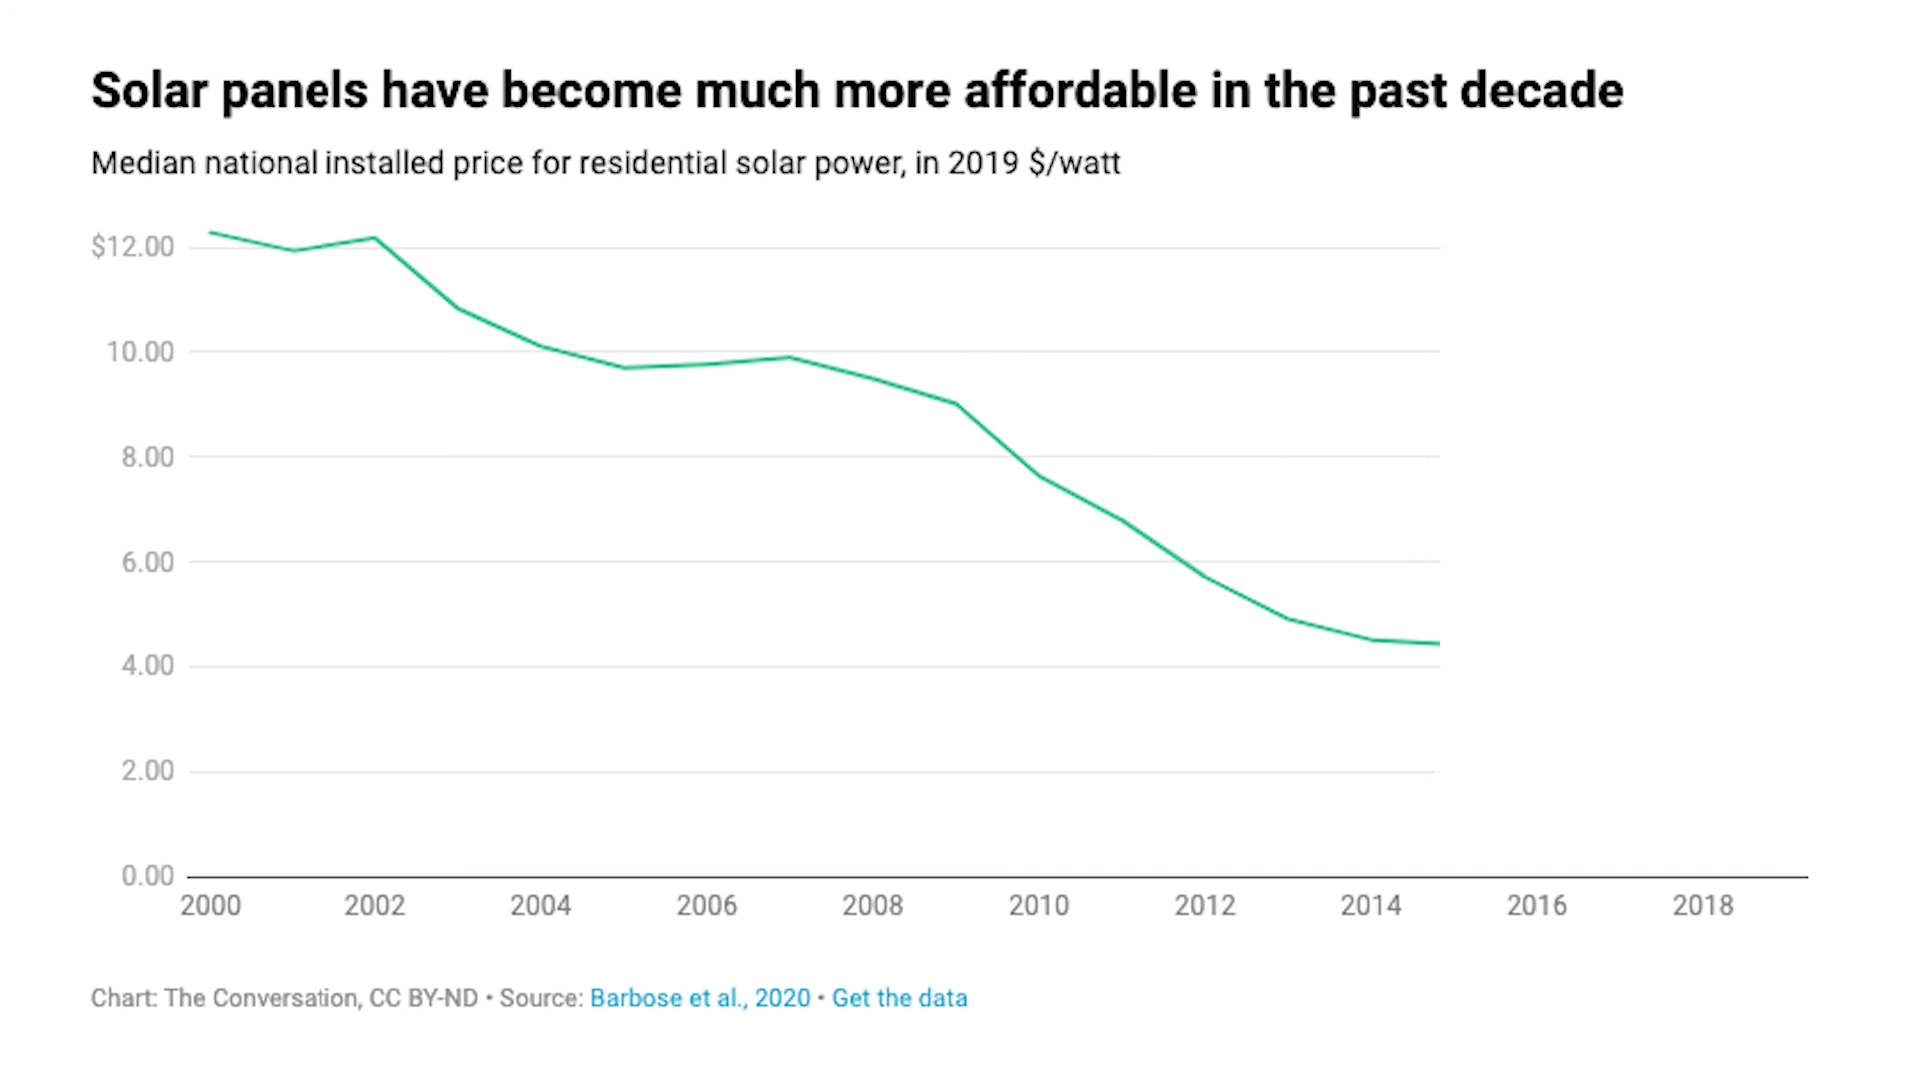 Solar panels have become much more affordable in the past decade
Median national installed price for residential solar power, in 2019 $/watt
$12.00
10.00
8.00
6.00
4.00
2.00
0.00
2000 2002 2004 2006 2008 2010 2012 2014 2016 2018
Chart: The Conversation, CC BY-ND • Source: Barbose et al., 2020 • Get the data